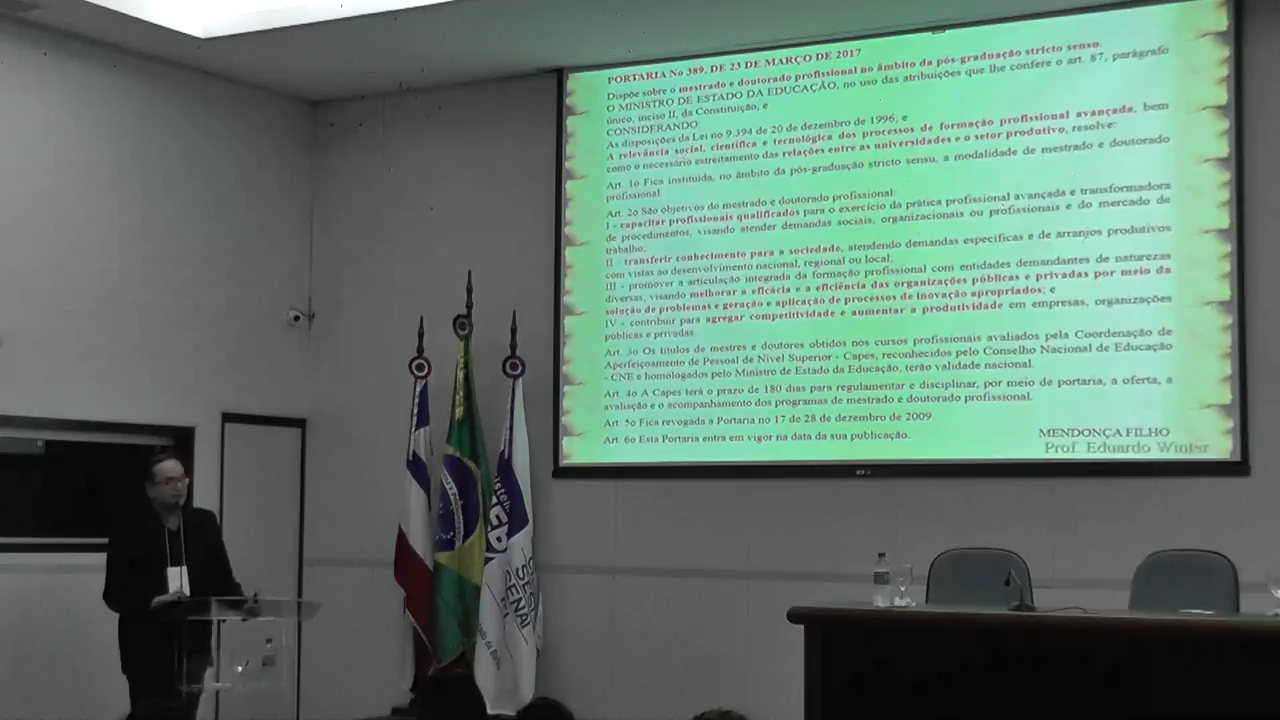 PORTARIA No 389, DE 23 DE MARÇO DE 2017
Dispõe sobre o mestrado e doutorado profissional no âmbito da pós-graduação stricto sensu.
O MINISTRO DE ESTADO DA EDUCAÇÃO, no uso das atribuições que lhe confere o art. 87, parágrafo
único, inciso II, da Constituição, e
CONSIDERANDO:
As disposições da Lei no 9.394 de 20 de dezembro de 1996; e
A relevância social, científica e tecnológica dos processos de formação profissional avançada, bem
como o necessário estreitamento das relações entre as universidades e o setor produtivo, resolve:
Art. 1o Fica instituída, no âmbito da pós-graduação stricto sensu, a modalidade de mestrado e doutorado
profissional.
Art. 2o São objetivos do mestrado e doutorado profissional:
I - capacitar profissionais qualificados para o exercício da prática profissional avançada e transformadora
de procedimentos, visando atender demandas sociais, organizacionais ou profissionais e do mercado de
trabalho;
II - transferir conhecimento para a sociedade, atendendo demandas específicas e de arranjos produtivos
com vistas ao desenvolvimento nacional, regional ou local;
III - promover a articulação integrada da formação profissional com entidades demandantes de naturezas
diversas, visando melhorar a eficácia e a eficiência das organizações públicas e privadas por meio da
solução de problemas e geração e aplicação de processos de inovação apropriados; e
IV - contribuir para agregar competitividade e aumentar a produtividade em empresas, organizações
públicas e privadas.
Art. 3o Os títulos de mestres e doutores obtidos nos cursos profissionais avaliados pela Coordenação de
Aperfeiçoamento de Pessoal de Nível Superior - Capes, reconhecidos pelo Conselho Nacional de Educação
- CNE e homologados pelo Ministro de Estado da Educação, terão validade nacional.
Art. 4o A Capes terá o prazo de 180 dias para regulamentar e disciplinar, por meio de portaria, a oferta, a
avaliação e o acompanhamento dos programas de mestrado e doutorado profissional.
Art. 5o Fica revogada a Portaria no 17 de 28 de dezembro de 2009.
Art. 6o Esta Portaria entra em vigor na data da sua publicação.
MENDONÇA FILHO
Prof. Eduardo Winter
SESI
SENAI